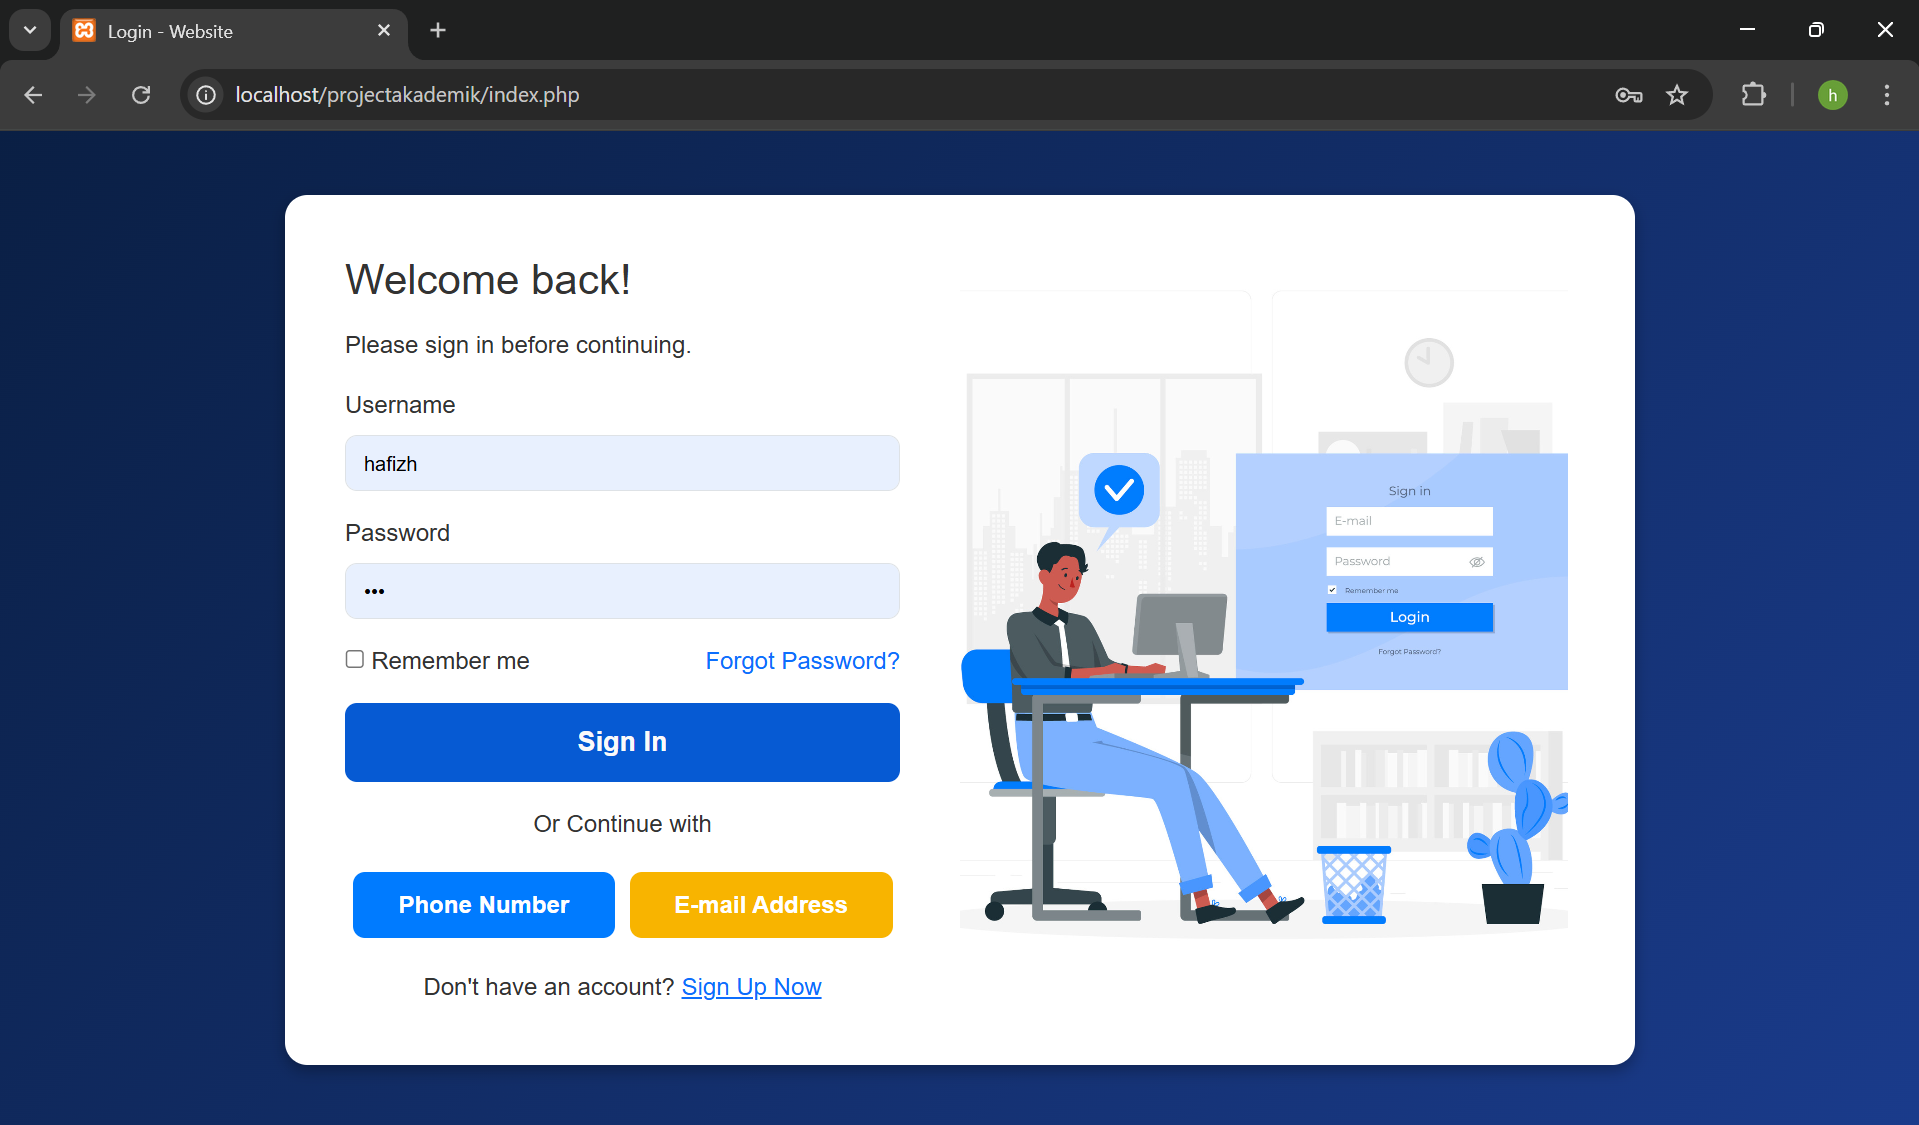 Login - Website
localhost/projectakademik/index.php
h
Welcome back!
Please sign in before continuing.
Username
hafizh
Password
•••
Remember me
Forgot Password?
Sign In
Or Continue with
Phone Number
E-mail Address
Don't have an account? Sign Up Now
Sign in
E-mail
Password
Remember me
Login
Forgot Password?